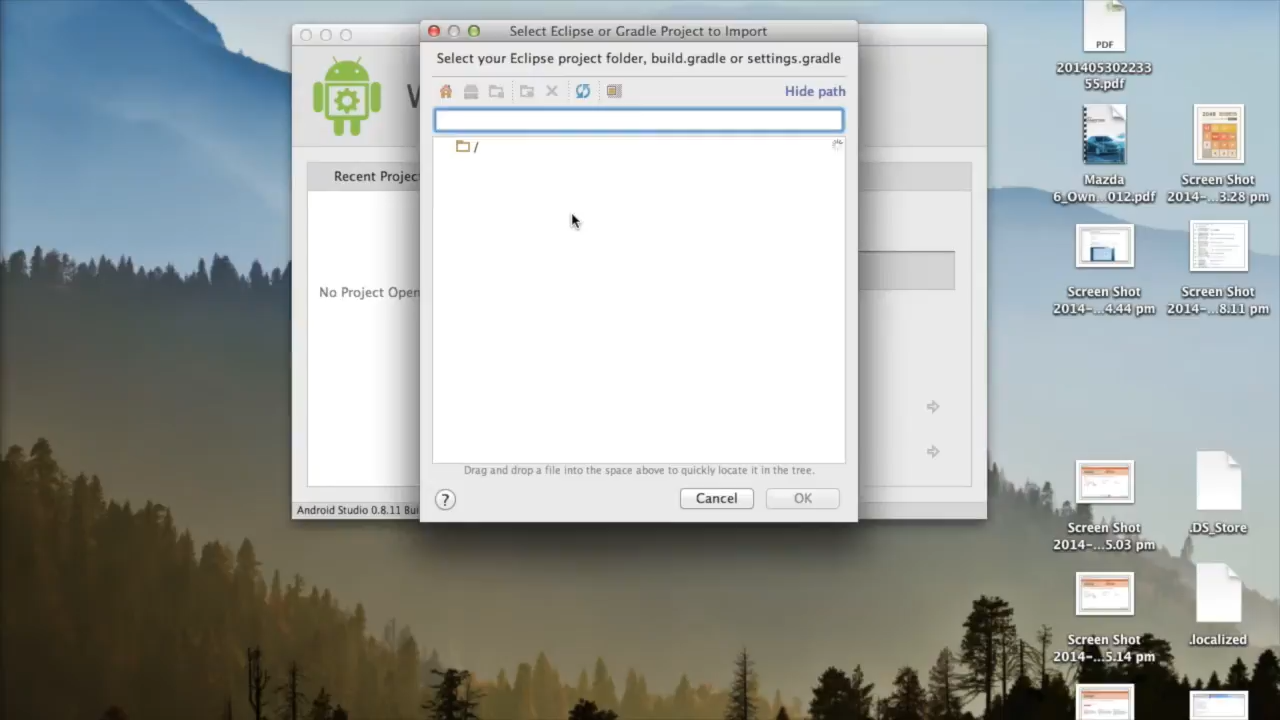 Select Eclipse or Gradle Project to Import
Select your Eclipse project folder, build.gradle or settings.gradle
Hide path
/
Drag and drop a file into the space above to quickly locate it in the tree.
?
Cancel
OK
W
Recent Projec
No Project Open
Android Studio 0.8.11 Bui
PDF
201405302233
55.pdf
Mazda
6_Own...012.pdf
Screen Shot
2014-...3.28 pm
Screen Shot
2014-...4.44 pm
Screen Shot
2014-...8.11 pm
Screen Shot
2014-...5.03 pm
.DS_Store
Screen Shot
2014-...5.14 pm
.localized